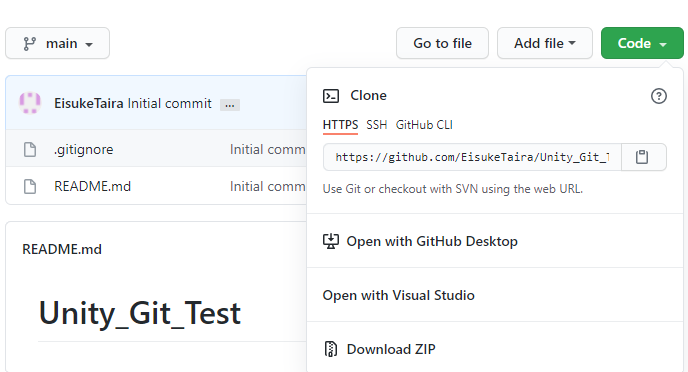 main
Go to file
Add file
Code
EisukeTaira Initial commit ...
.gitignore Initial comm
README.md Initial comm
README.md
Unity_Git_Test
Clone
HTTPS SSH GitHub CLI
https://github.com/EisukeTaira/Unity_Git_T
Use Git or checkout with SVN using the web URL.
Open with GitHub Desktop
Open with Visual Studio
Download ZIP